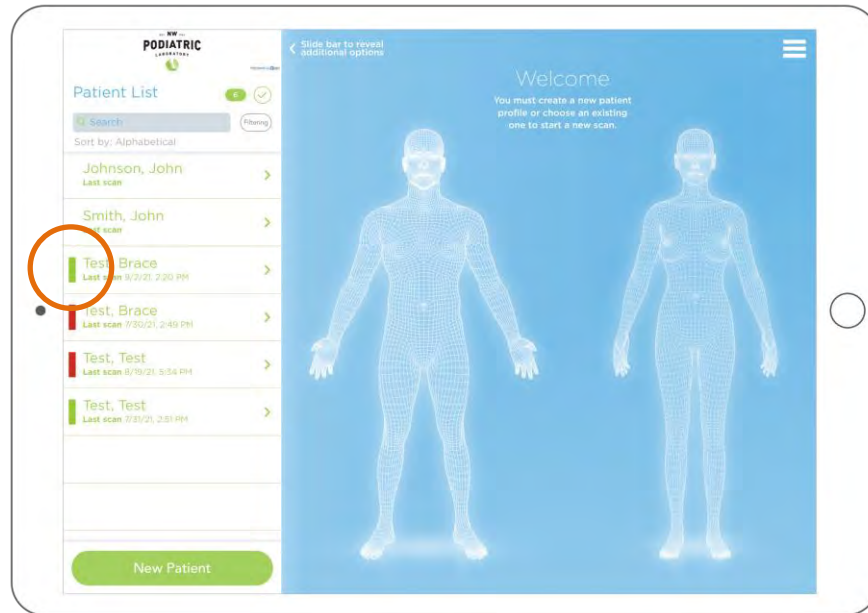 NW
PODIATRIC
LABORATORY
Patient List
6
Search
Filtering
Sort by: Alphabetical
Johnson, John
Last scan
Smith, John
Last scan
Test, Brace
Last scan 9/2/21, 2:20 PM
Test, Brace
Last scan 7/30/21, 2:49 PM
Test, Test
Last scan 8/19/21, 5:34 PM
Test, Test
Last scan 7/31/21, 2:51 PM
New Patient
Slide bar to reveal
additional options
Welcome
You must create a new patient
profile or choose an existing
one to start a new scan.